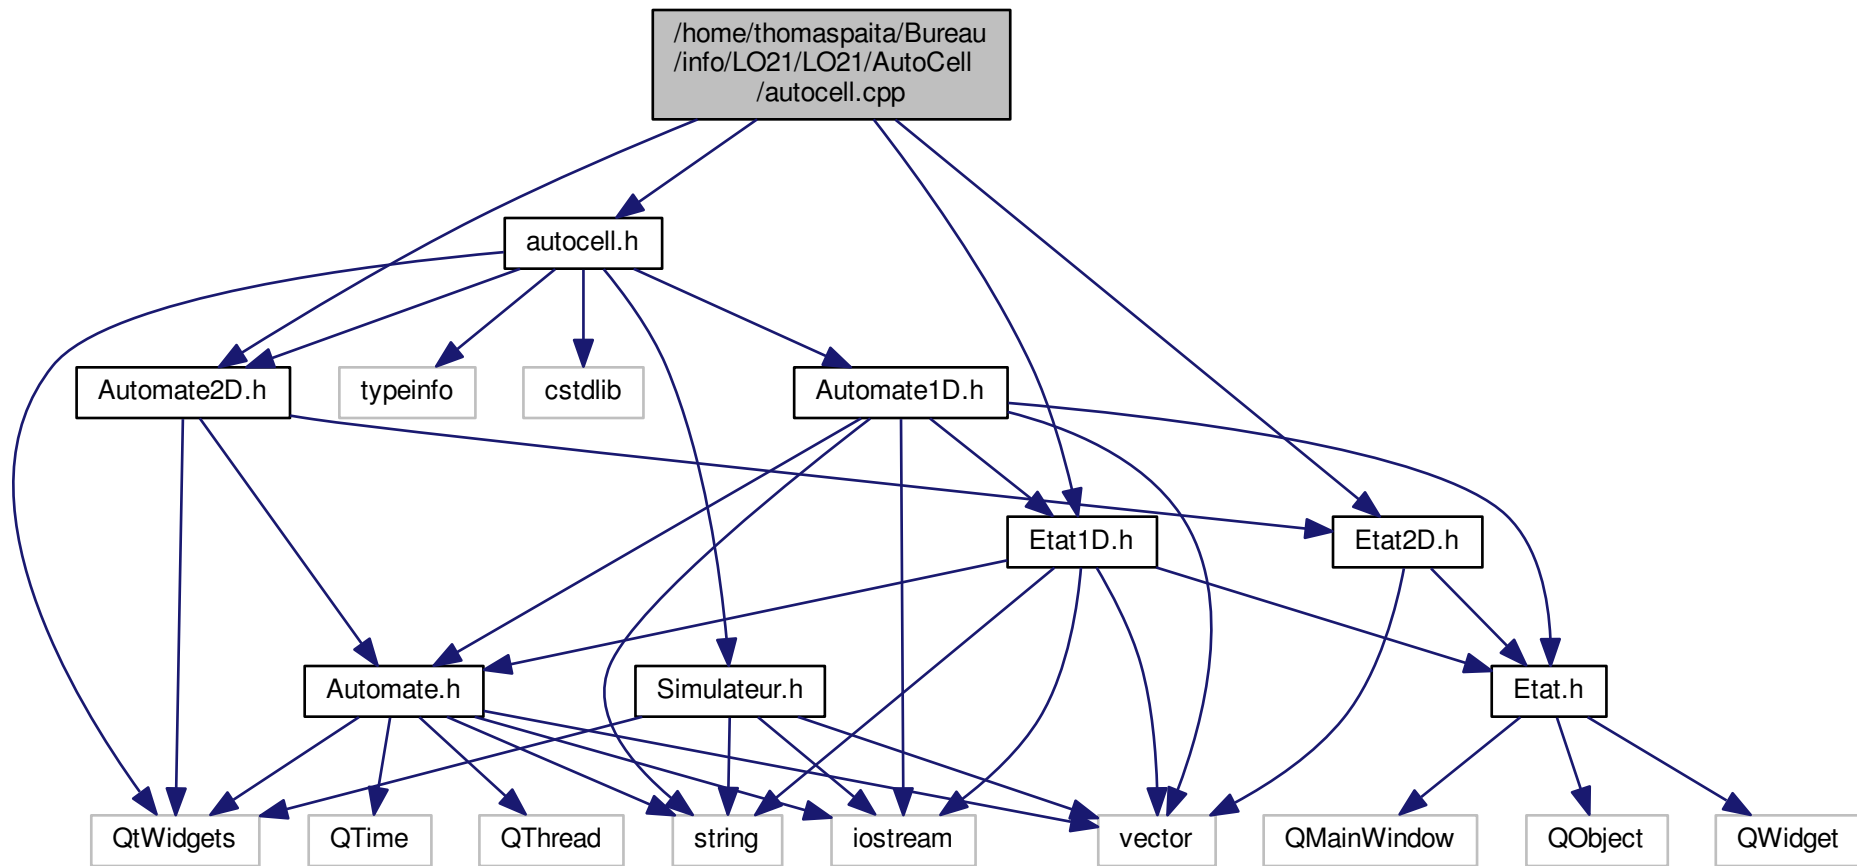 /home/thomaspaita/Bureau
/info/LO21/LO21/AutoCell
/autocell.cpp
autocell.h
Automate2D.h
typeinfo
cstdlib
Automate1D.h
Etat1D.h
Etat2D.h
Automate.h
Simulateur.h
Etat.h
QtWidgets
QTime
QThread
string
iostream
vector
QMainWindow
QObject
QWidget